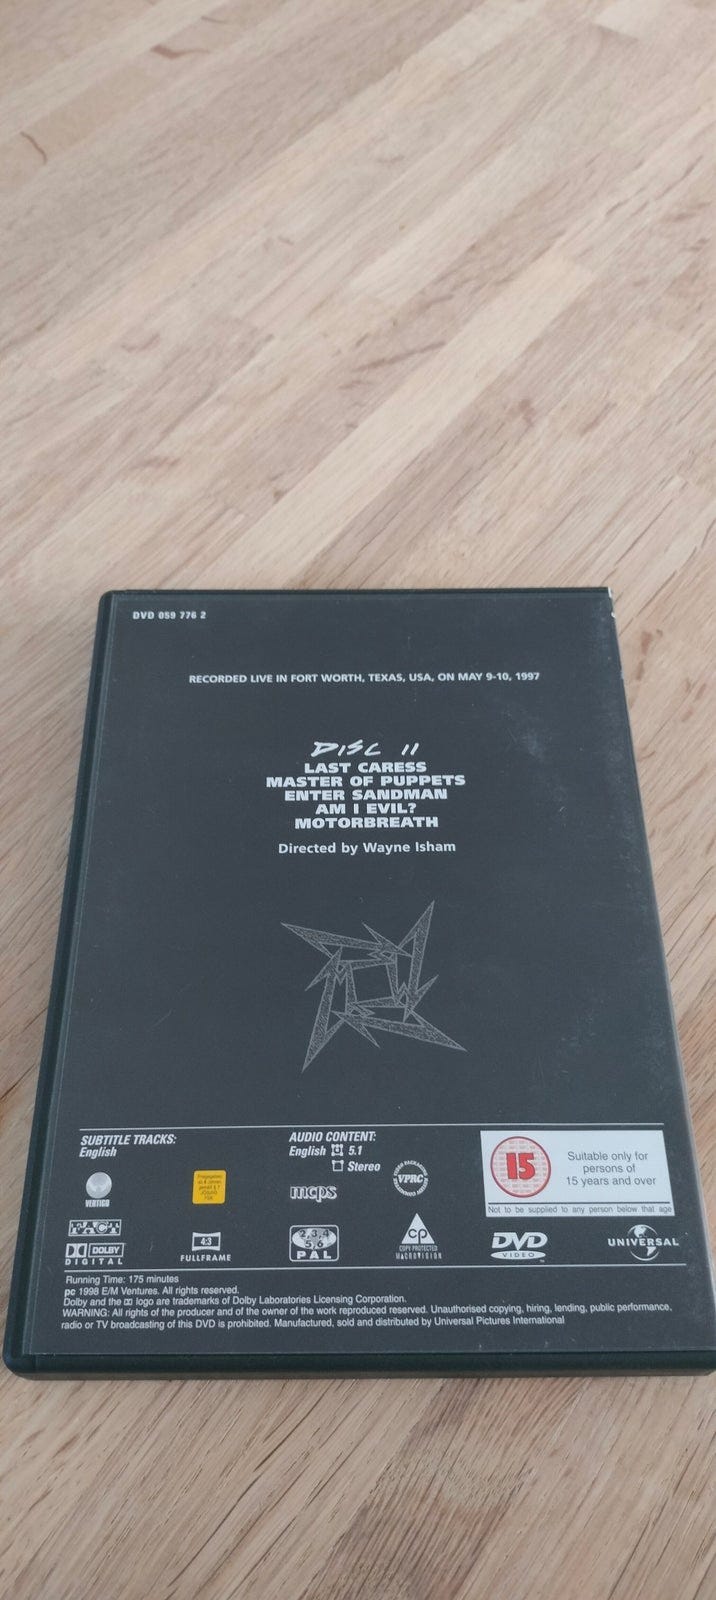 DVD 059 776 2
RECORDED LIVE IN FORT WORTH, TEXAS, USA, ON MAY 9-10, 1997
DISC II
LAST CARESS
MASTER OF PUPPETS
ENTER SANDMAN
AM I EVIL?
MOTORBREATH
Directed by Wayne Isham
SUBTITLE TRACKS:
English
AUDIO CONTENT:
English 5.1
Stereo
VERTIGO
mcps
VPRC
15
Suitable only for
persons of
15 years and over
Not to be supplied to any person below that age
FACT
DOLBY
DIGITAL
4:3
FULLFRAME
2,3,4
5,6
PAL
CP
COPY PROTECTED
MACROVISION
DVD
VIDEO
UNIVERSAL
Running Time: 175 minutes
pc 1998 E/M Ventures. All rights reserved.
Dolby and the logo are trademarks of Dolby Laboratories Licensing Corporation.
WARNING: All rights of the producer and of the owner of the work reproduced reserved. Unauthorised copying, hiring, lending, public performance,
radio or TV broadcasting of this DVD is prohibited. Manufactured, sold and distributed by Universal Pictures International